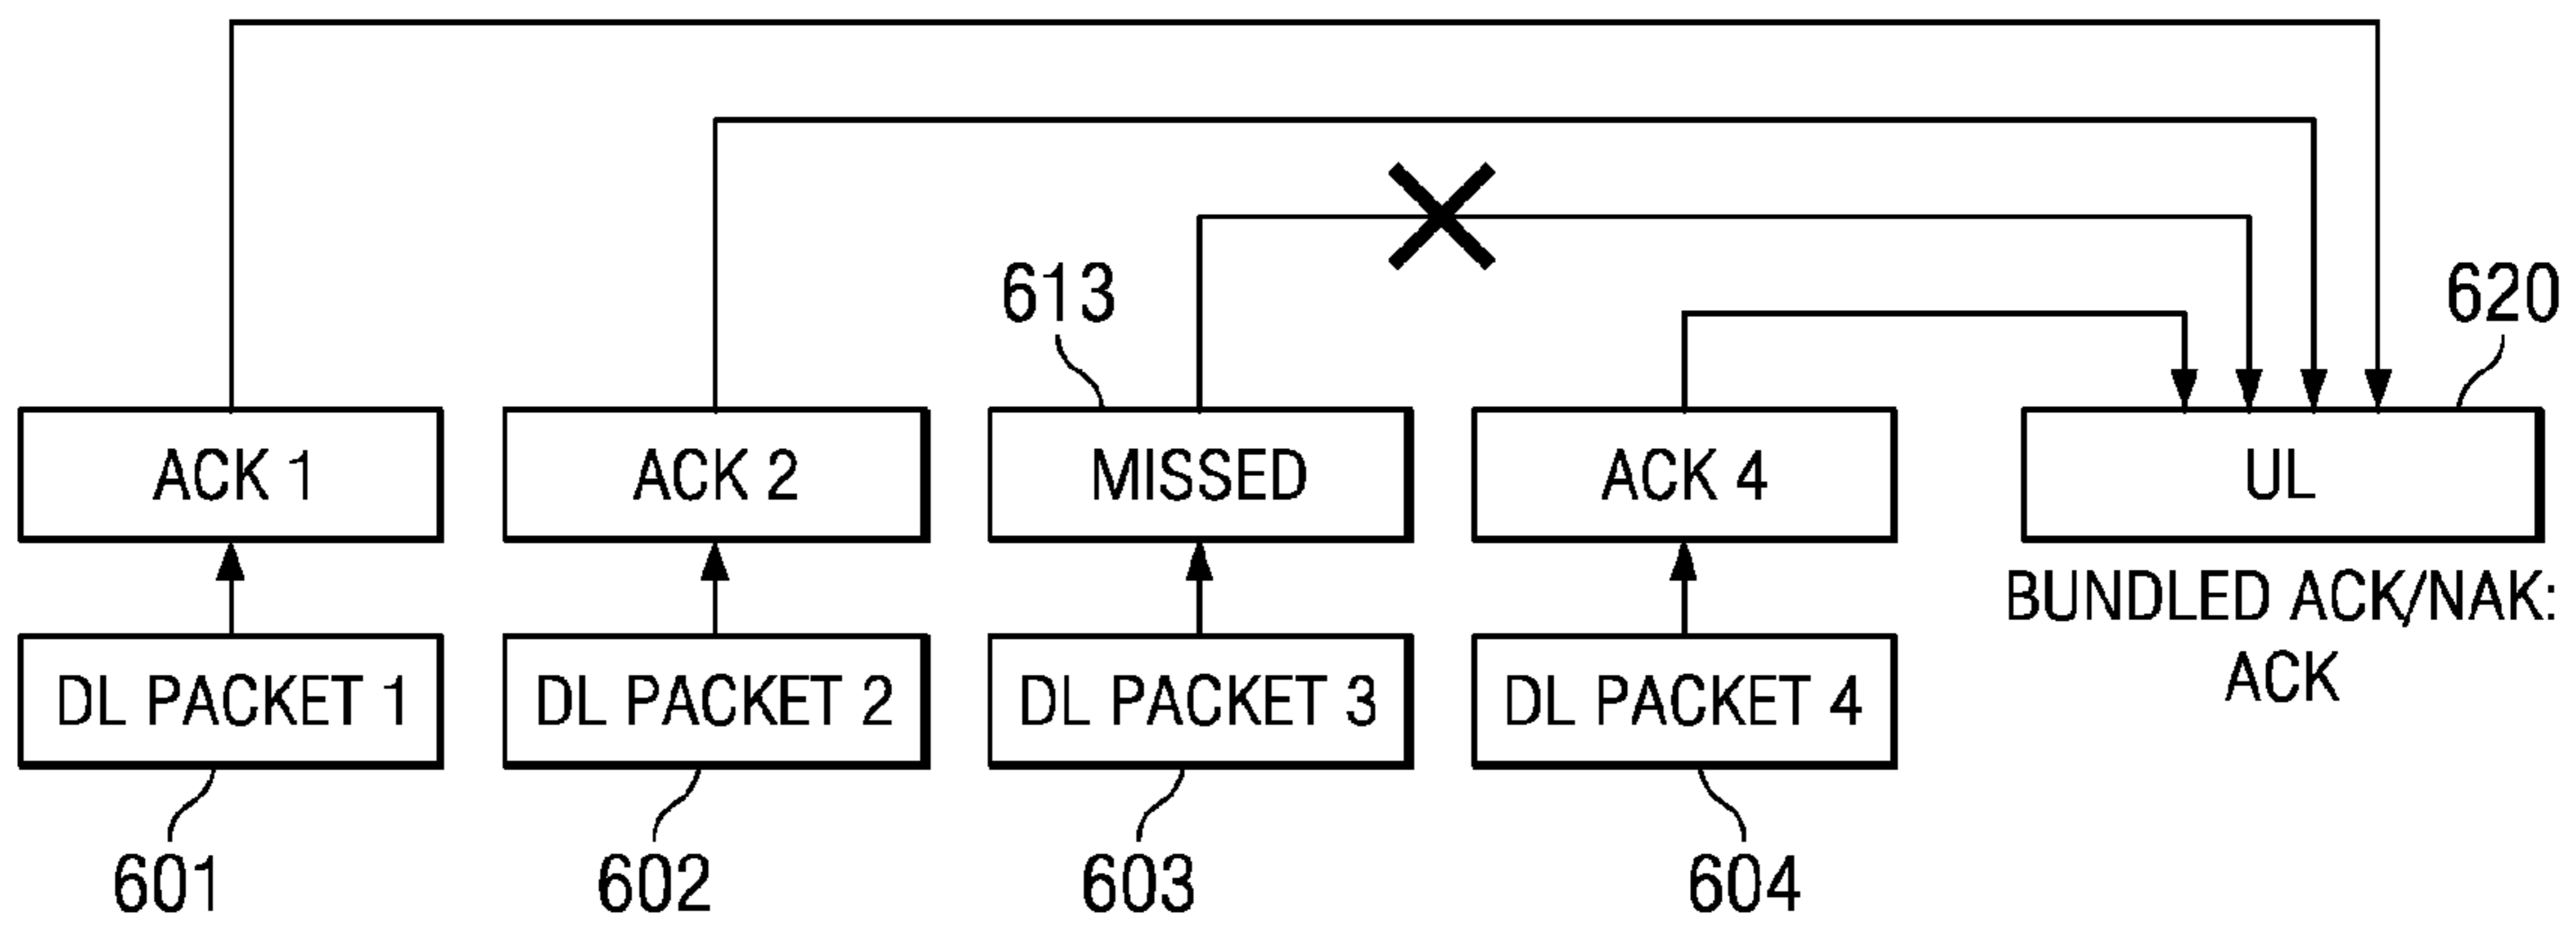 613
620
ACK 1
ACK 2
MISSED
ACK 4
UL
BUNDLED ACK/NAK:
ACK
DL PACKET 1
DL PACKET 2
DL PACKET 3
DL PACKET 4
601
602
603
604